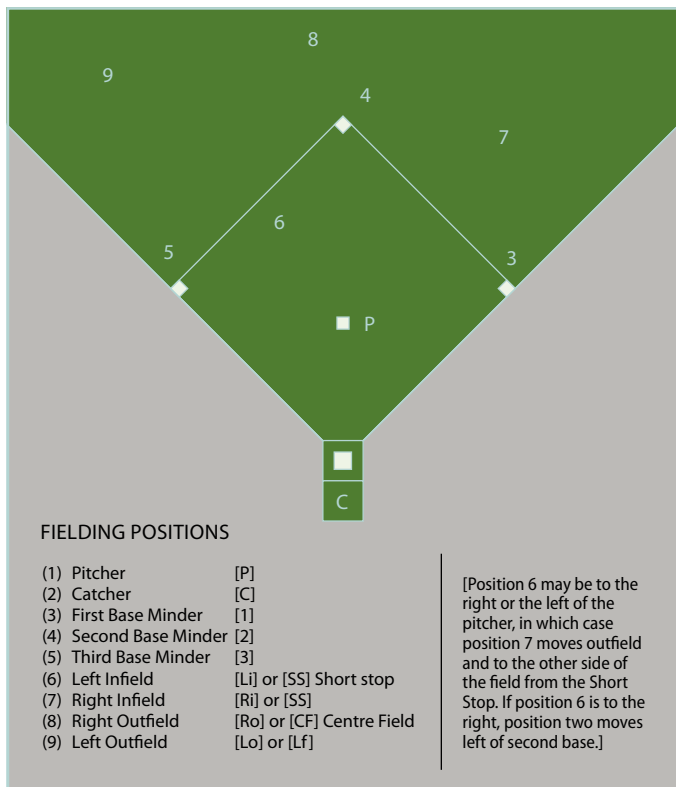 8
9
4
7
6
5
3
P
C
FIELDING POSITIONS
(1) Pitcher [P]
(2) Catcher [C]
(3) First Base Minder [1]
(4) Second Base Minder [2]
(5) Third Base Minder [3]
(6) Left Infield [Li] or [SS] Short stop
(7) Right Infield [Ri] or [SS]
(8) Right Outfield [Ro] or [CF] Centre Field
(9) Left Outfield [Lo] or [Lf]
[Position 6 may be to the
right or the left of the
pitcher, in which case
position 7 moves outfield
and to the other side of
the field from the Short
Stop. If position 6 is to the
right, position two moves
left of second base.]